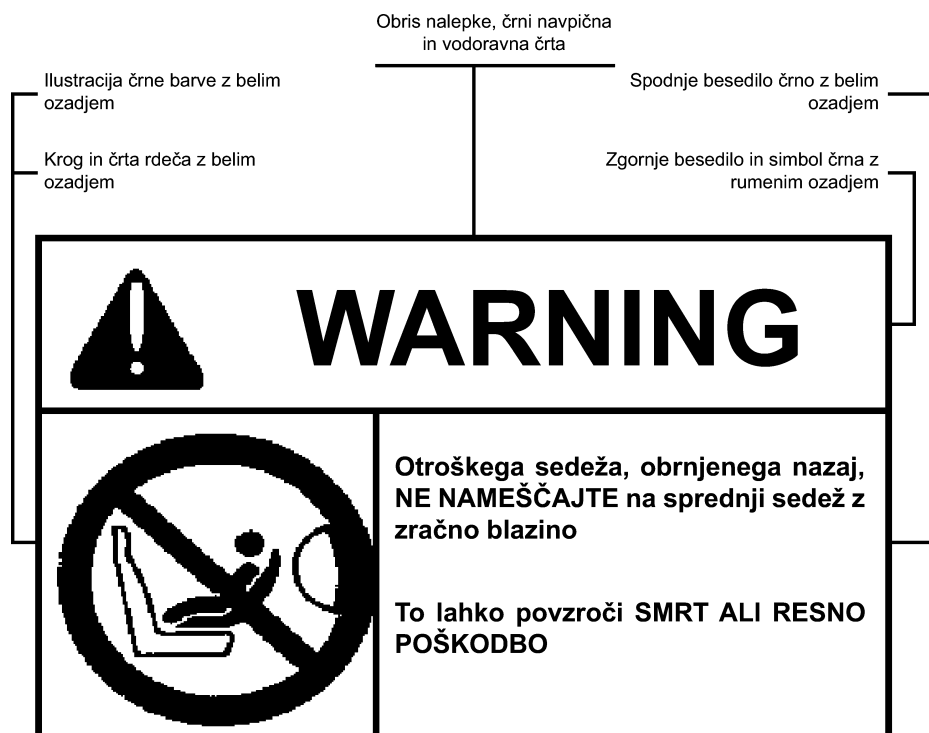 Obris nalepke, črni navpična
in vodoravna črta
Ilustracija črne barve z belim
ozadjem
Spodnje besedilo črno z belim
ozadjem
Krog in črta rdeča z belim
ozadjem
Zgornje besedilo in simbol črna z
rumenim ozadjem
WARNING
Otroškega sedeža, obrnjenega nazaj,
NE NAMEŠČAJTE na sprednji sedež z
zračno blazino
To lahko povzroči SMRT ALI RESNO
POŠKODBO